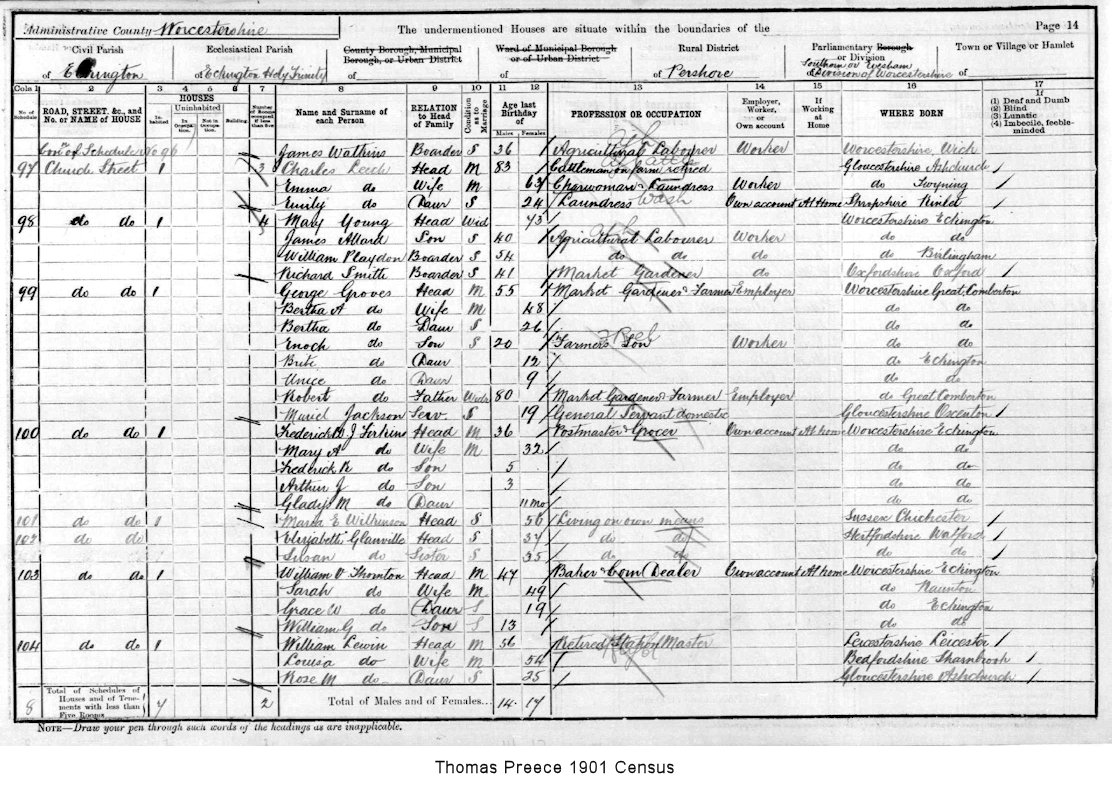 Administrative County Worcestershire The undermentioned Houses are situate within the boundaries of the Page 14
Civil Parish Ecclesiastical Parish County Borough, Municipal Borough, or Urban District Ward of Municipal Borough or of Urban District Rural District Parliamentary Borough or Division Town or Village or Hamlet
of Eckington of Eckington Holy Trinity of of of Pershore Southern or Evesham Division of Worcestershire of
Cols 1 2 3 4 5 6 7 8 9 10 11 12 13 14 15 16 17
No. of Schedule ROAD, STREET, &c., and No. or NAME of HOUSE HOUSES Inhabited Uninhabited In Occupation Not in Occupation Building Number of Rooms occupied if less than five Name and Surname of each Person RELATION to Head of Family Condition as to Marriage Age last Birthday of Males Females PROFESSION OR OCCUPATION Employer, Worker, or Own account If Working at Home WHERE BORN If (1) Deaf and Dumb (2) Blind (3) Lunatic (4) Imbecile, feeble-minded
Conn of Schedule No 96 James Watkins Boarder S 36 Agricultural Labourer Worker Worcestershire Wick
97 Church Street 1 3 Charles Leech Head M 83 Cattleman on farm retired Gloucestershire Ashchurch
Emma do Wife M 63 Charwoman & Laundress Worker do Twyning
Emily do Daur S 24 Laundress Wash Own account At Home Shropshire Kinlet
98 do do 1 4 Mary Young Head Wid 73 Worcestershire Eckington
James Allard Son S 40 Agricultural Labourer Worker do do
William Playdon Boarder S 54 do do do do Birlingham
Richard Smith Boarder S 41 Market Gardener do Oxfordshire Oxford
99 do do 1 George Groves Head M 55 Market Gardener & Farmer Employer Worcestershire Great Comberton
Bertha A do Wife M 48 do do
Bertha do Daur S 26 do do
Enoch do Son S 20 Farmers Son Worker do do
do Daur 12 do Eckington
Unice do Daur 9 do do
Robert do Father Widr 80 Market Gardener & Farmer Employer do Great Comberton
Muriel Jackson Serv S 19 General Servant domestic Gloucestershire
100 do do 1 Frederick J Firkins Head M 36 Postmaster & Grocer Own account At home Worcestershire Eckington
Mary A do Wife M 32 do do
Frederick do Son 5 do do
Arthur J do Son 3 do do
Gladys M do Daur 11 mo do do
101 do do 1 Maria E Wilkinson Head S 56 Living on own means Sussex Chichester
102 do do 1 Elizabeth Glanville Head S 37 do do Hertfordshire Watford
Susan do Sister S 35 do do do do
103 do do 1 William Thornton Head M 47 Baker & Corn Dealer Own account At home Worcestershire Eckington
Sarah do Wife M 49 do Naunton
Grace W do Daur S 19 do Eckington
William G do Son S 13 do do
104 do do 1 William Lewin Head M 56 Retired Station Master Leicestershire Leicester
Louisa do Wife M 54 Bedfordshire Sharnbrook
Rose M do Daur S 25 Gloucestershire Ashchurch
8 Total of Schedules of Houses and of Tenements with less than Five Rooms 7 2 Total of Males and of Females... 14 17
NOTE—Draw your pen through such words of the headings as are inapplicable.
Thomas Preece 1901 Census